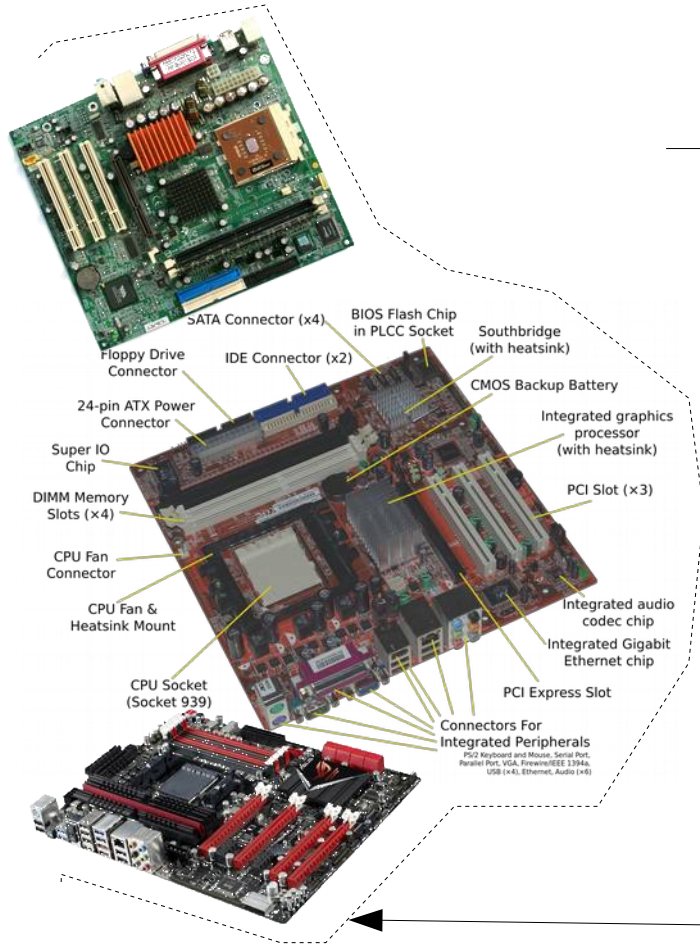 SATA Connector (x4)
BIOS Flash Chip
in PLCC Socket
Southbridge
(with heatsink)
Floppy Drive
Connector
IDE Connector (x2)
CMOS Backup Battery
24-pin ATX Power
Connector
Integrated graphics
processor
(with heatsink)
Super IO
Chip
DIMM Memory
Slots (×4)
PCI Slot (×3)
CPU Fan
Connector
CPU Fan &
Heatsink Mount
Integrated audio
codec chip
Integrated Gigabit
Ethernet chip
CPU Socket
(Socket 939)
PCI Express Slot
Connectors For
Integrated Peripherals
PS/2 Keyboard and Mouse, Serial Port,
Parallel Port, VGA, Firewire/IEEE 1394a,
USB (×4), Ethernet, Audio (×6)